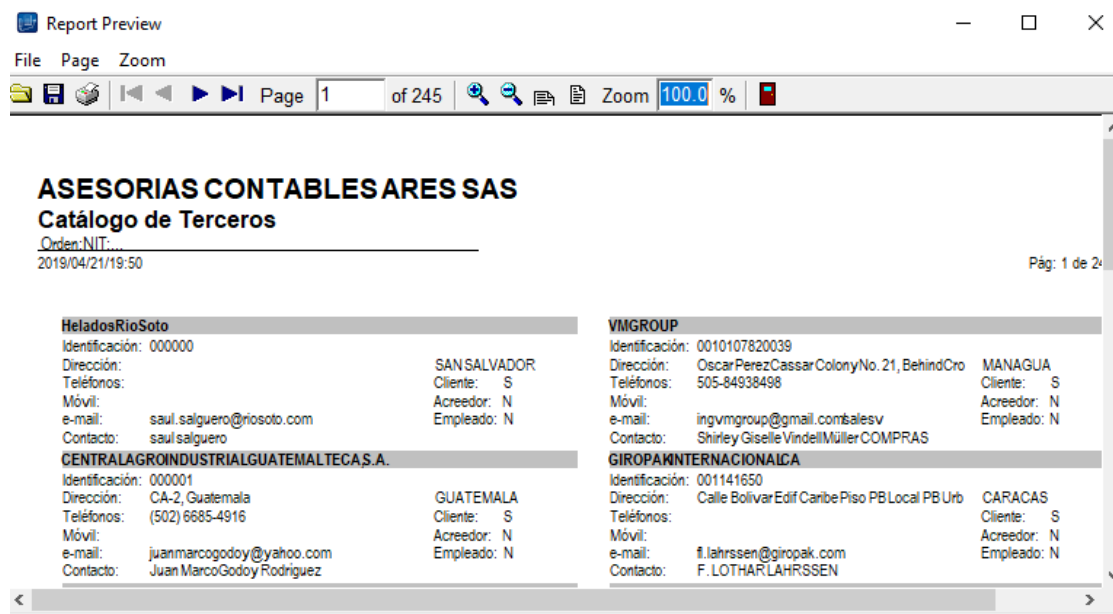 Report Preview
File Page Zoom
Page 1 of 245 Zoom 100.0 %
ASESORIAS CONTABLES ARES SAS
Catálogo de Terceros
Orden:NIT:...
2019/04/21/19:50
Pág: 1 de 24
HeladosRioSoto
Identificación: 000000
Dirección: SAN SALVADOR
Teléfonos: Cliente: S
Móvil: Acreedor: N
e-mail: saul.salguero@riosoto.com Empleado: N
Contacto: saul salguero
CENTRALAGROINDUSTRIALGUATEMALTECA,S.A.
Identificación: 000001
Dirección: CA-2, Guatemala GUATEMALA
Teléfonos: (502) 6685-4916 Cliente: S
Móvil: Acreedor: N
e-mail: juanmarcogodoy@yahoo.com Empleado: N
Contacto: Juan Marco Godoy Rodriguez
VMGROUP
Identificación: 0010107820039
Dirección: Oscar Perez Cassar Colony No. 21, Behind Cro MANAGUA
Teléfonos: 505-84938498 Cliente: S
Móvil: Acreedor: N
e-mail: ingvmgroup@gmail.com/salesv Empleado: N
Contacto: Shirley Giselle Vindell Müller COMPRAS
GIROPAKINTERNACIONALCA
Identificación: 001141650
Dirección: Calle Bolivar Edif Caribe Piso PB Local PB Urb CARACAS
Teléfonos: Cliente: S
Móvil: Acreedor: N
e-mail: fl.lahrssen@giropak.com Empleado: N
Contacto: F. LOTHAR LAHRSSEN